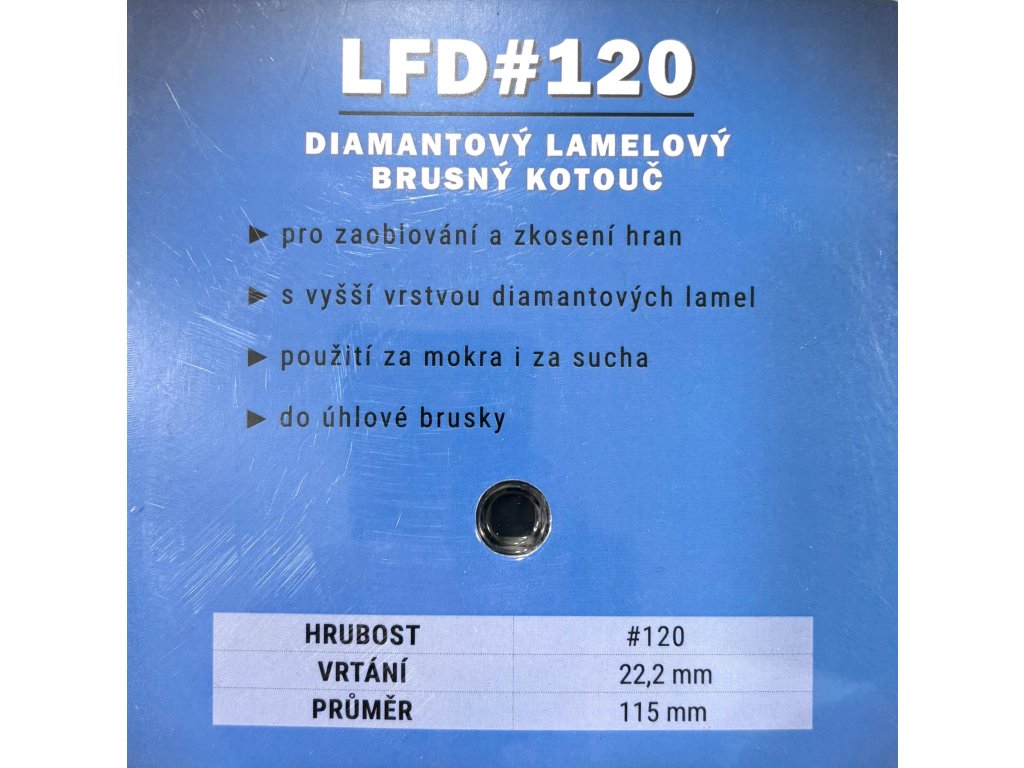 LFD#120
DIAMANTOVÝ LAMELOVÝ
BRUSNÝ KOTOUČ
► pro zaoblování a zkosení hran
► s vyšší vrstvou diamantových lamel
► použití za mokra i za sucha
► do úhlové brusky
HRUBOST #120
VRTÁNÍ 22,2 mm
PRŮMĚR 115 mm